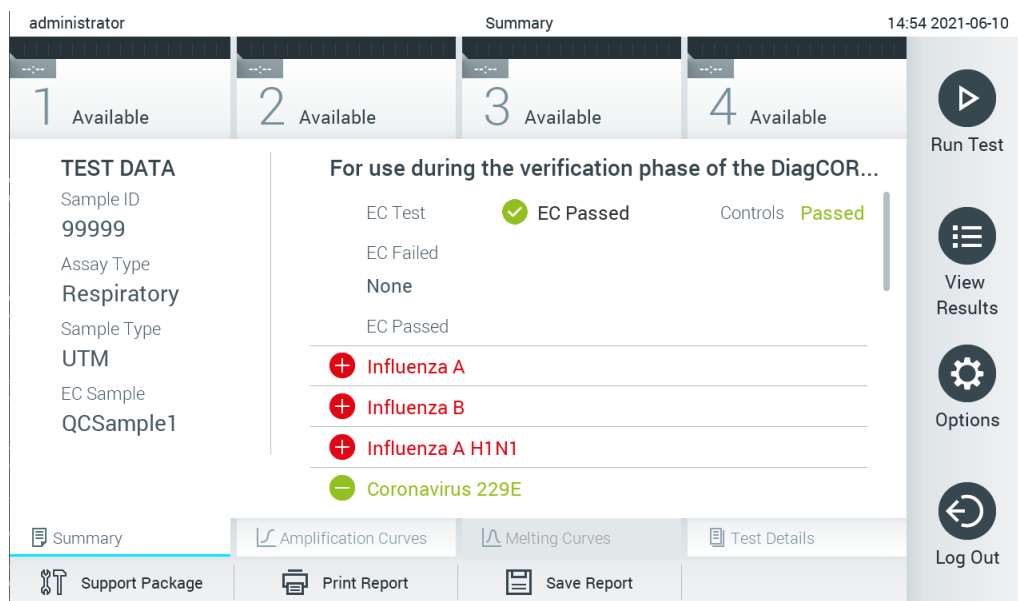 administrator Summary 14:54 2021-06-10
--:-- --:-- --:-- --:--
1 Available 2 Available 3 Available 4 Available
Run Test
TEST DATA
Sample ID
99999
Assay Type
Respiratory
Sample Type
UTM
EC Sample
QCSample1
For use during the verification phase of the DiagCOR...
EC Test EC Passed Controls Passed
EC Failed
None
EC Passed
Influenza A
Influenza B
Influenza A H1N1
Coronavirus 229E
View
Results
Options
Log Out
Summary Amplification Curves Melting Curves Test Details
Support Package Print Report Save Report